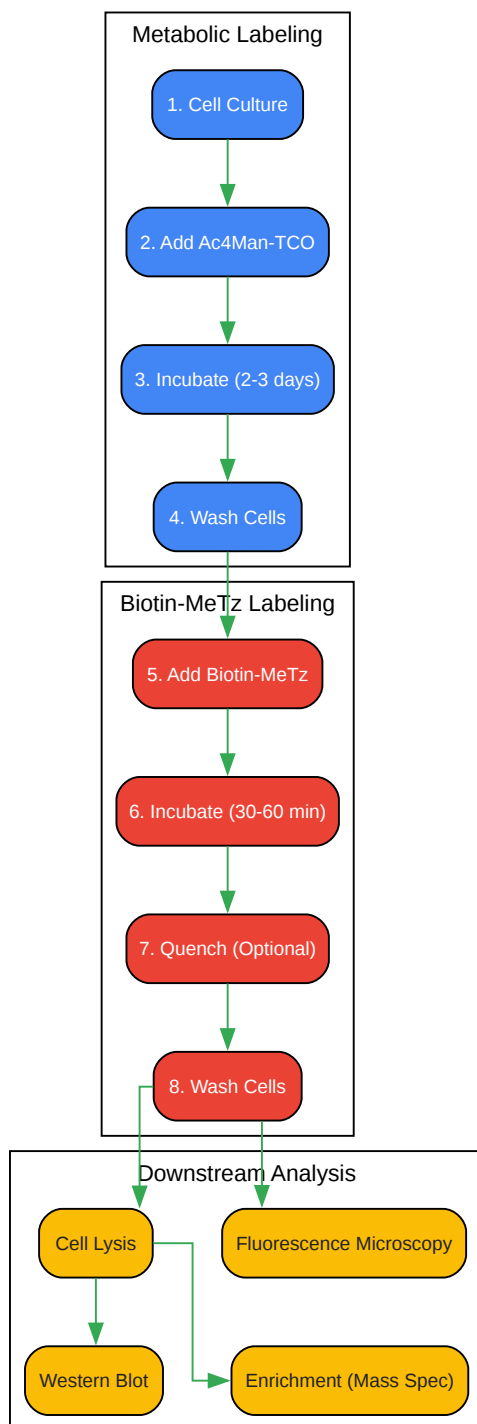 Metabolic Labeling
1. Cell Culture
2. Add Ac4Man-TCO
3. Incubate (2-3 days)
4. Wash Cells
Biotin-MeTz Labeling
5. Add Biotin-MeTz
6. Incubate (30-60 min)
7. Quench (Optional)
8. Wash Cells
Downstream Analysis
Cell Lysis
Fluorescence Microscopy
Western Blot
Enrichment (Mass Spec)